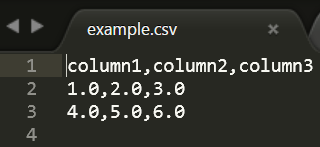 example.csv
1 column1,column2,column3
2 1.0,2.0,3.0
3 4.0,5.0,6.0
4